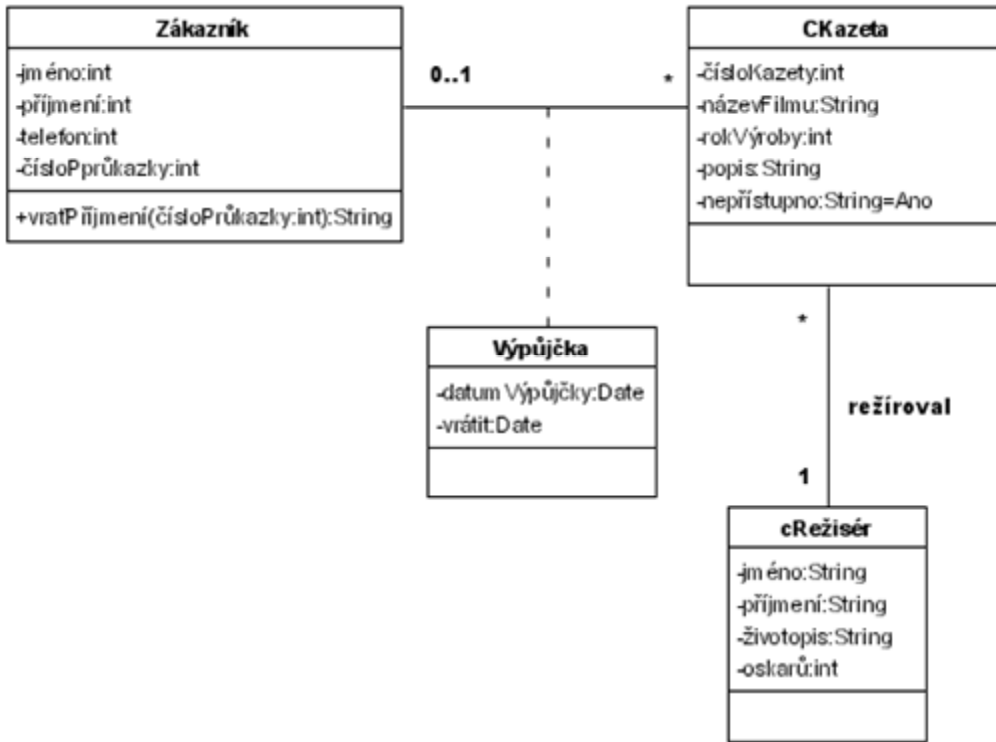 Zákazník
-jméno:int
-příjmení:int
-telefon:int
-čísloPprůkazky:int
+vratPříjmení(čísloPrůkazky:int):String
0..1
*
CKazeta
-čísloKazety:int
-názevFilmu:String
-rokVýroby:int
-popis:String
-nepřístupno:String=Ano
Výpůjčka
-datumVýpůjčky:Date
-vrátit:Date
*
režíroval
1
cRežisér
-jméno:String
-příjmení:String
-životopis:String
-oskarů:int